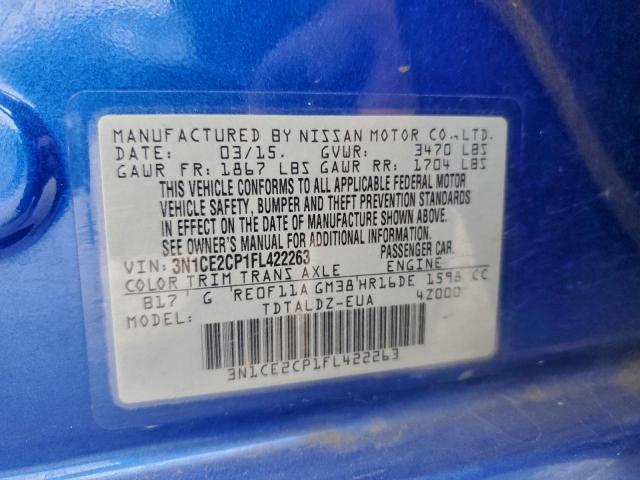 MANUFACTURED BY NISSAN MOTOR CO.,LTD.
DATE: 03/15. GVWR: 3470 LBS
GAWR FR: 1867 LBS GAWR RR: 1704 LBS
THIS VEHICLE CONFORMS TO ALL APPLICABLE FEDERAL MOTOR
VEHICLE SAFETY, BUMPER AND THEFT PREVENTION STANDARDS
IN EFFECT ON THE DATE OF MANUFACTURE SHOWN ABOVE.
SEE OWNER'S MANUAL FOR ADDITIONAL INFORMATION.
VIN: 3N1CE2CP1FL422263 PASSENGER CAR.
COLOR TRIM TRANS AXLE ENGINE
B17 G RE0F11A GM38 HR16DE 1598 CC
MODEL: TDTALDZ-EUA 4Z000
3N1CE2CP1FL422263